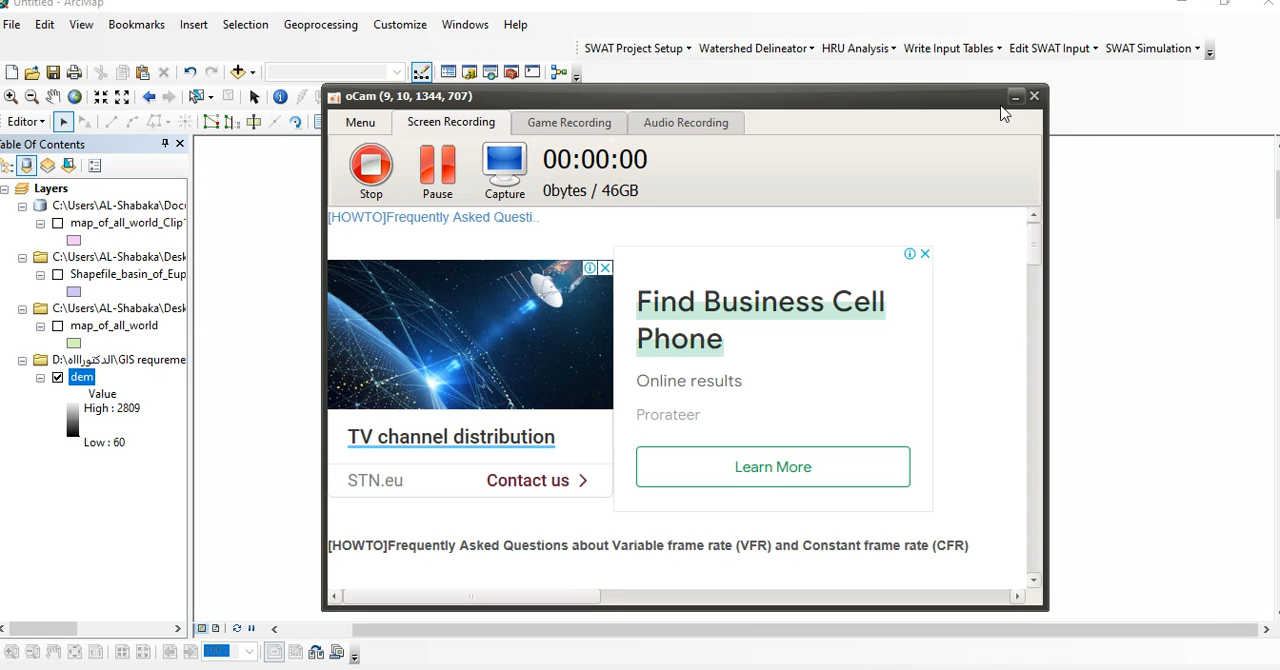 Untitled - ArcMap
File Edit View Bookmarks Insert Selection Geoprocessing Customize Windows Help
SWAT Project Setup Watershed Delineator HRU Analysis Write Input Tables Edit SWAT Input SWAT Simulation
oCam (9, 10, 1344, 707)
Editor
Menu Screen Recording Game Recording Audio Recording
Table Of Contents
00:00:00
0bytes / 46GB
Stop Pause Capture
Layers
C:\Users\AL-Shabaka\Docu
map_of_all_world_Clip
C:\Users\AL-Shabaka\Desk
Shapefile_basin_of_Eup
C:\Users\AL-Shabaka\Desk
map_of_all_world
D:\الدكتوراااه\GIS requreme
dem
Value
High : 2809
Low : 60
[HOWTO]Frequently Asked Questi..
TV channel distribution
STN.eu Contact us
Find Business Cell
Phone
Online results
Prorateer
Learn More
[HOWTO]Frequently Asked Questions about Variable frame rate (VFR) and Constant frame rate (CFR)
100%